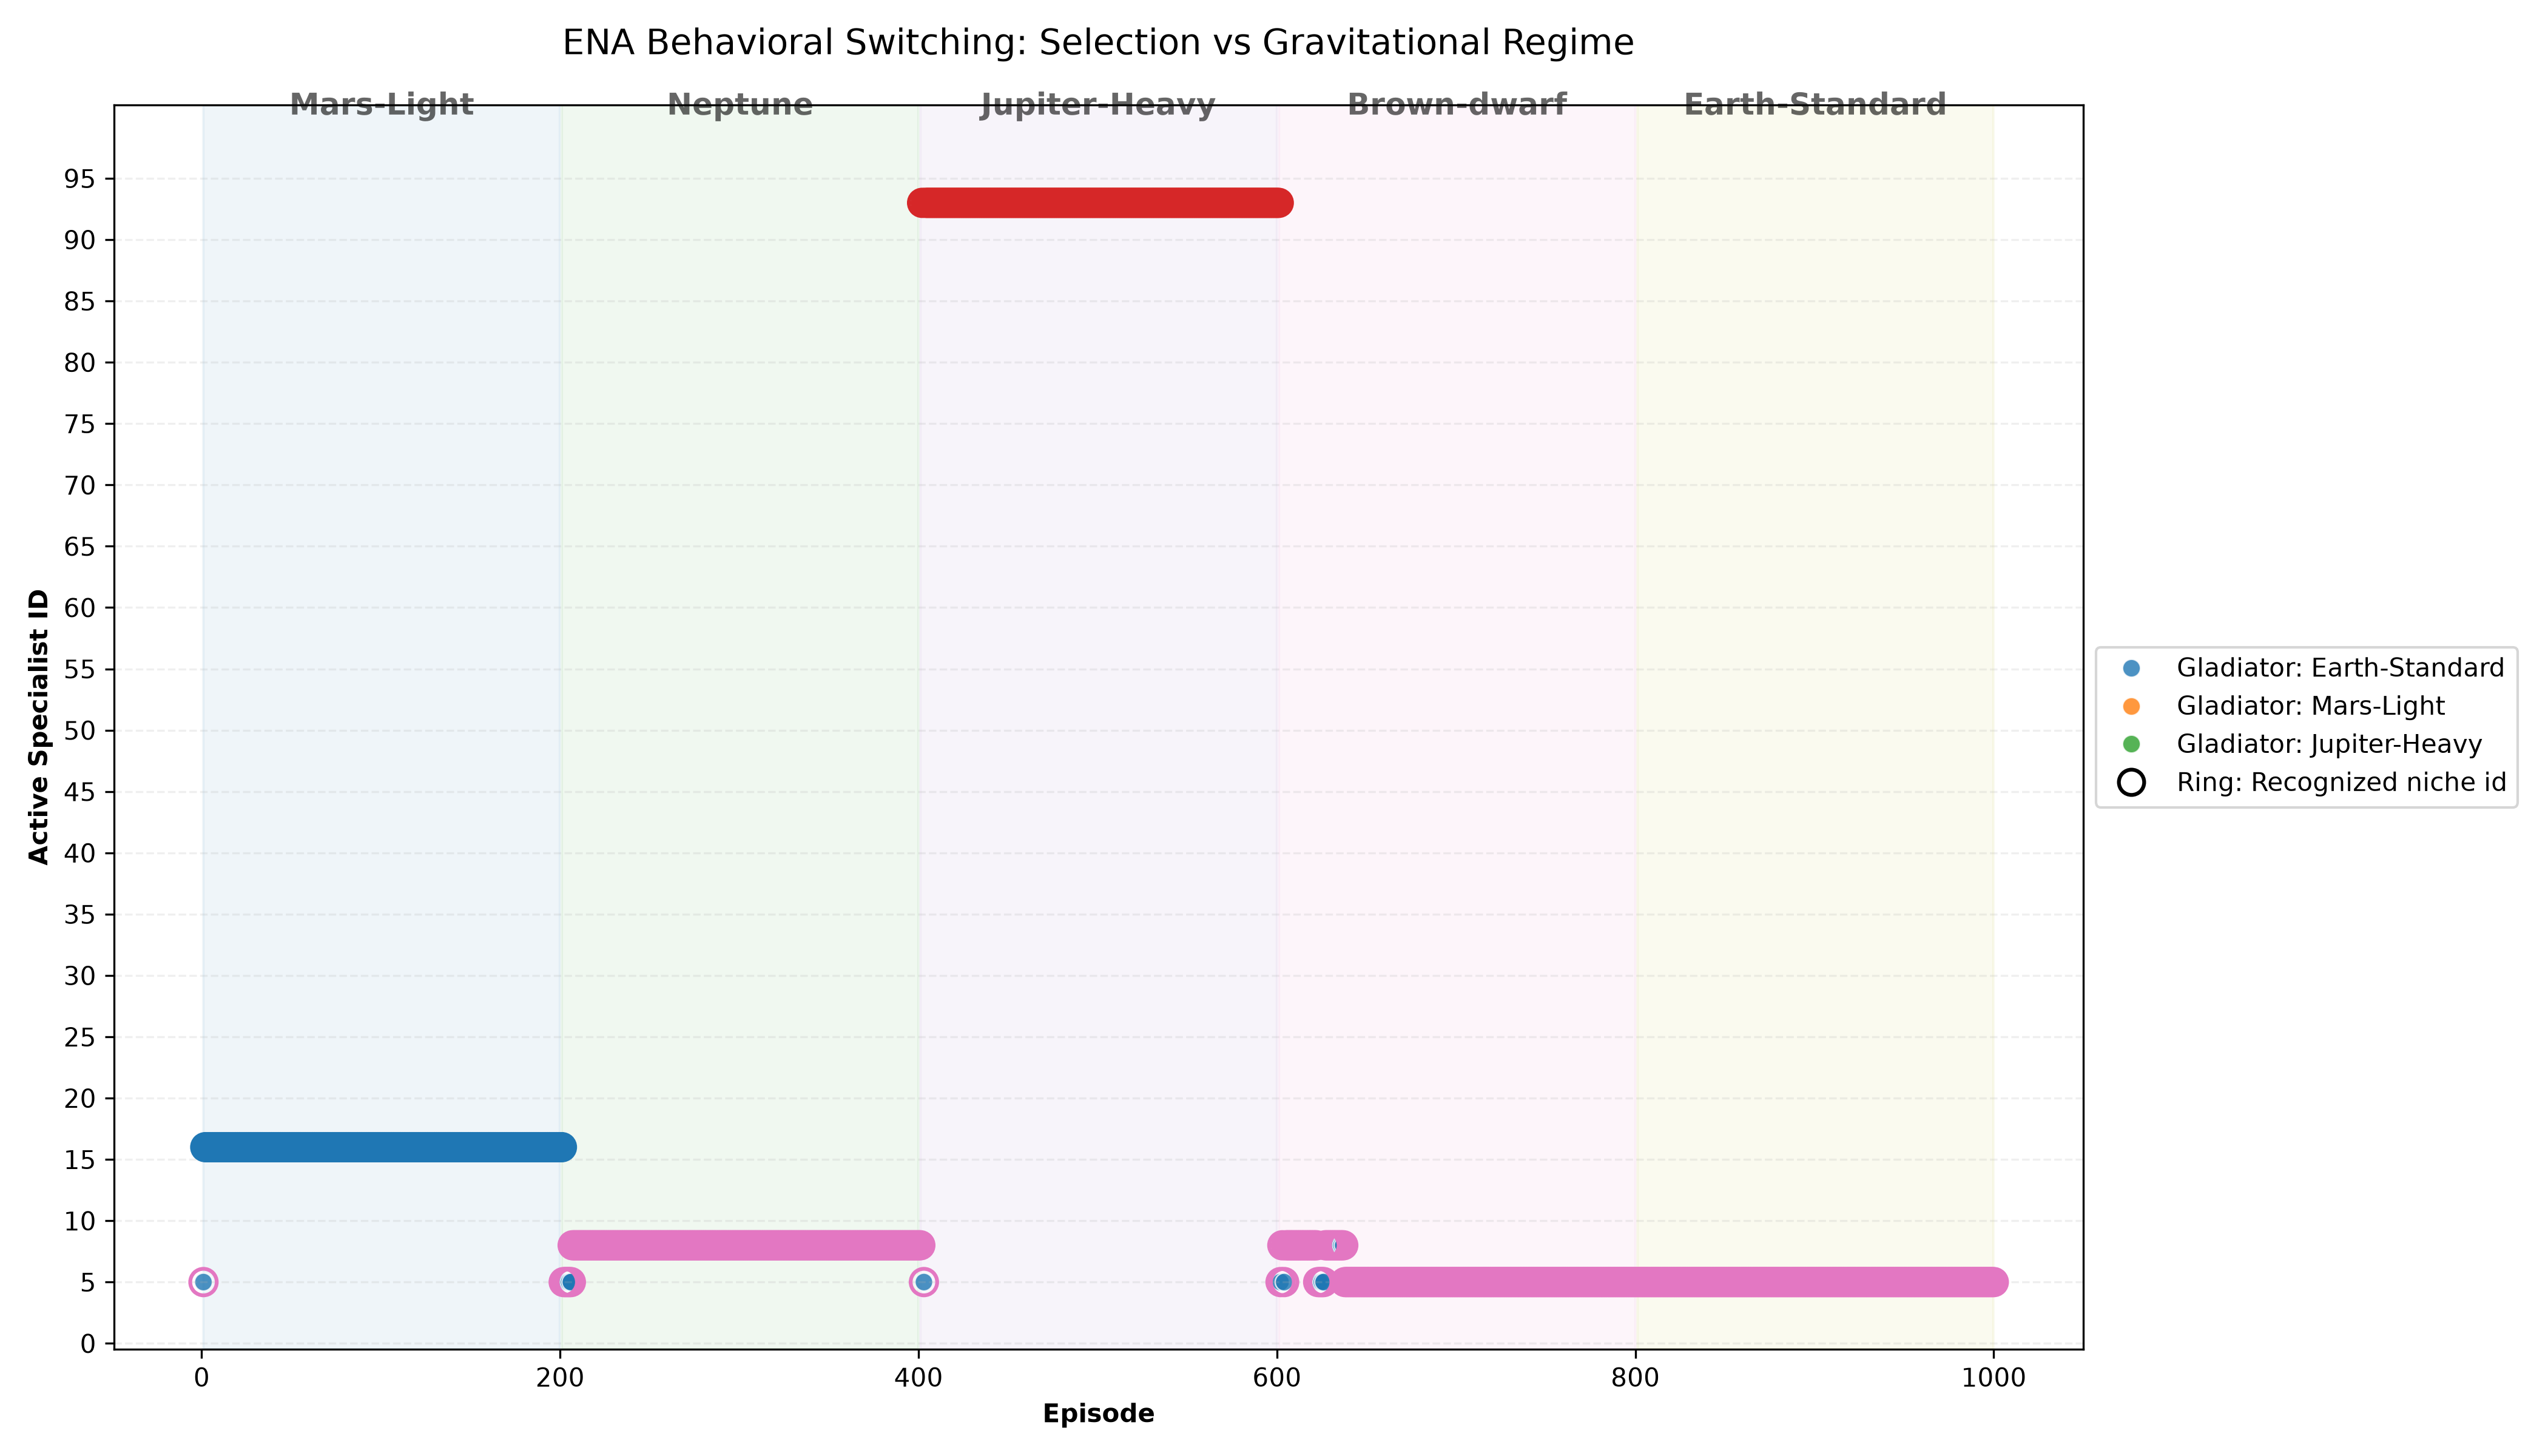 ENA Behavioral Switching: Selection vs Gravitational Regime
Mars-Light
Neptune
Jupiter-Heavy
Brown-dwarf
Earth-Standard
95
90
85
80
75
70
65
60
55
50
45
40
35
30
25
20
15
10
5
0
Active Specialist ID
0
200
400
600
800
1000
Episode
Gladiator: Earth-Standard
Gladiator: Mars-Light
Gladiator: Jupiter-Heavy
Ring: Recognized niche id